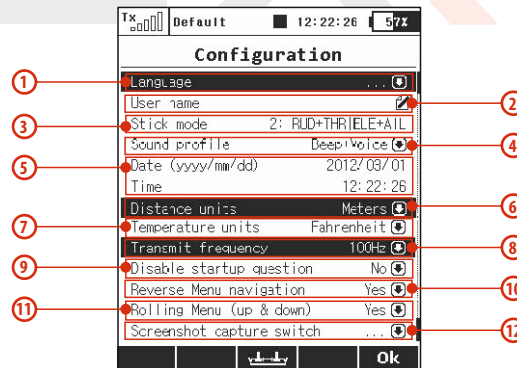 Tx Default 12:22:26 57%
Configuration
1 Language ...
User name 2
3 Stick mode 2: RUD+THR|ELE+AIL
Sound profile Beep+Voice 4
5 Date (yyyy/mm/dd) 2012/03/01
Time 12:22:26
Distance units Meters 6
7 Temperature units Fahrenheit
Transmit frequency 100Hz 8
9 Disable startup question No
Reverse Menu navigation Yes 10
11 Rolling Menu (up & down) Yes
Screenshot capture switch ... 12
Ok